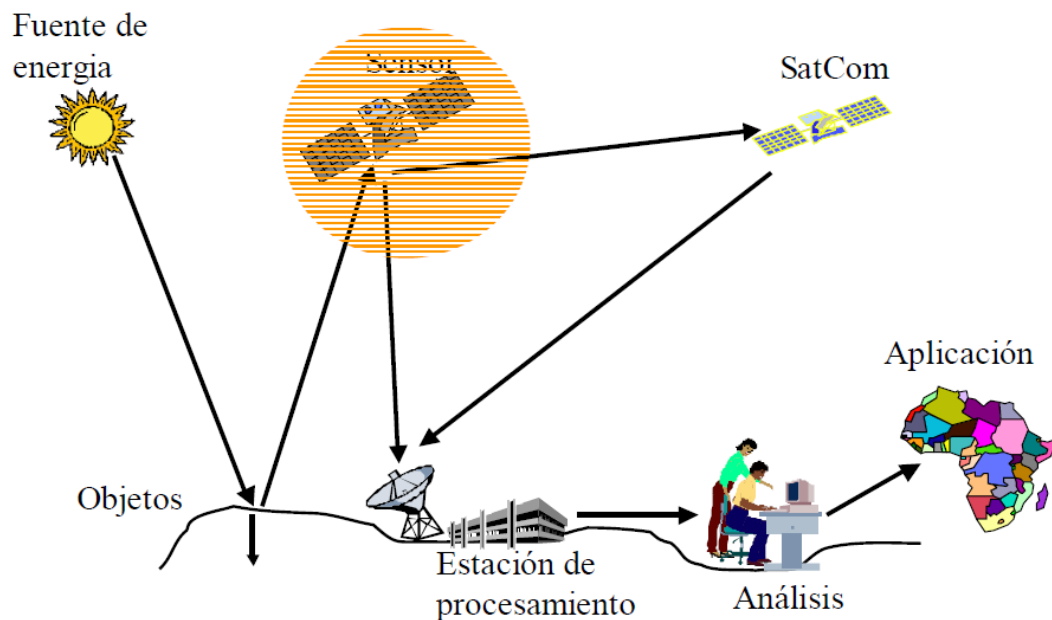 Fuente de
energia
Sensor
SatCom
Aplicación
Objetos
Estación de
procesamiento
Análisis